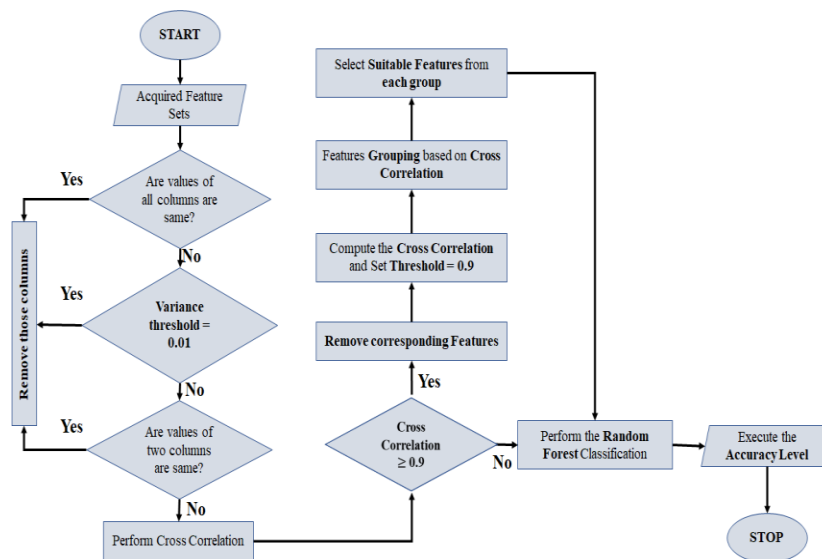 START
Acquired Feature
Sets
Yes
Are values of
all columns are
same?
No
Remove those columns
Yes
Variance
threshold =
0.01
No
Yes
Are values of
two columns
are same?
No
Perform Cross Correlation
Select Suitable Features from
each group
Features Grouping based on Cross
Correlation
Compute the Cross Correlation
and Set Threshold = 0.9
Remove corresponding Features
Yes
Cross
Correlation
≥ 0.9
No
Perform the Random
Forest Classification
Execute the
Accuracy Level
STOP